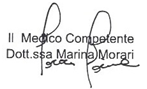 Il Medico Competente
Dott.ssa Marina Morari